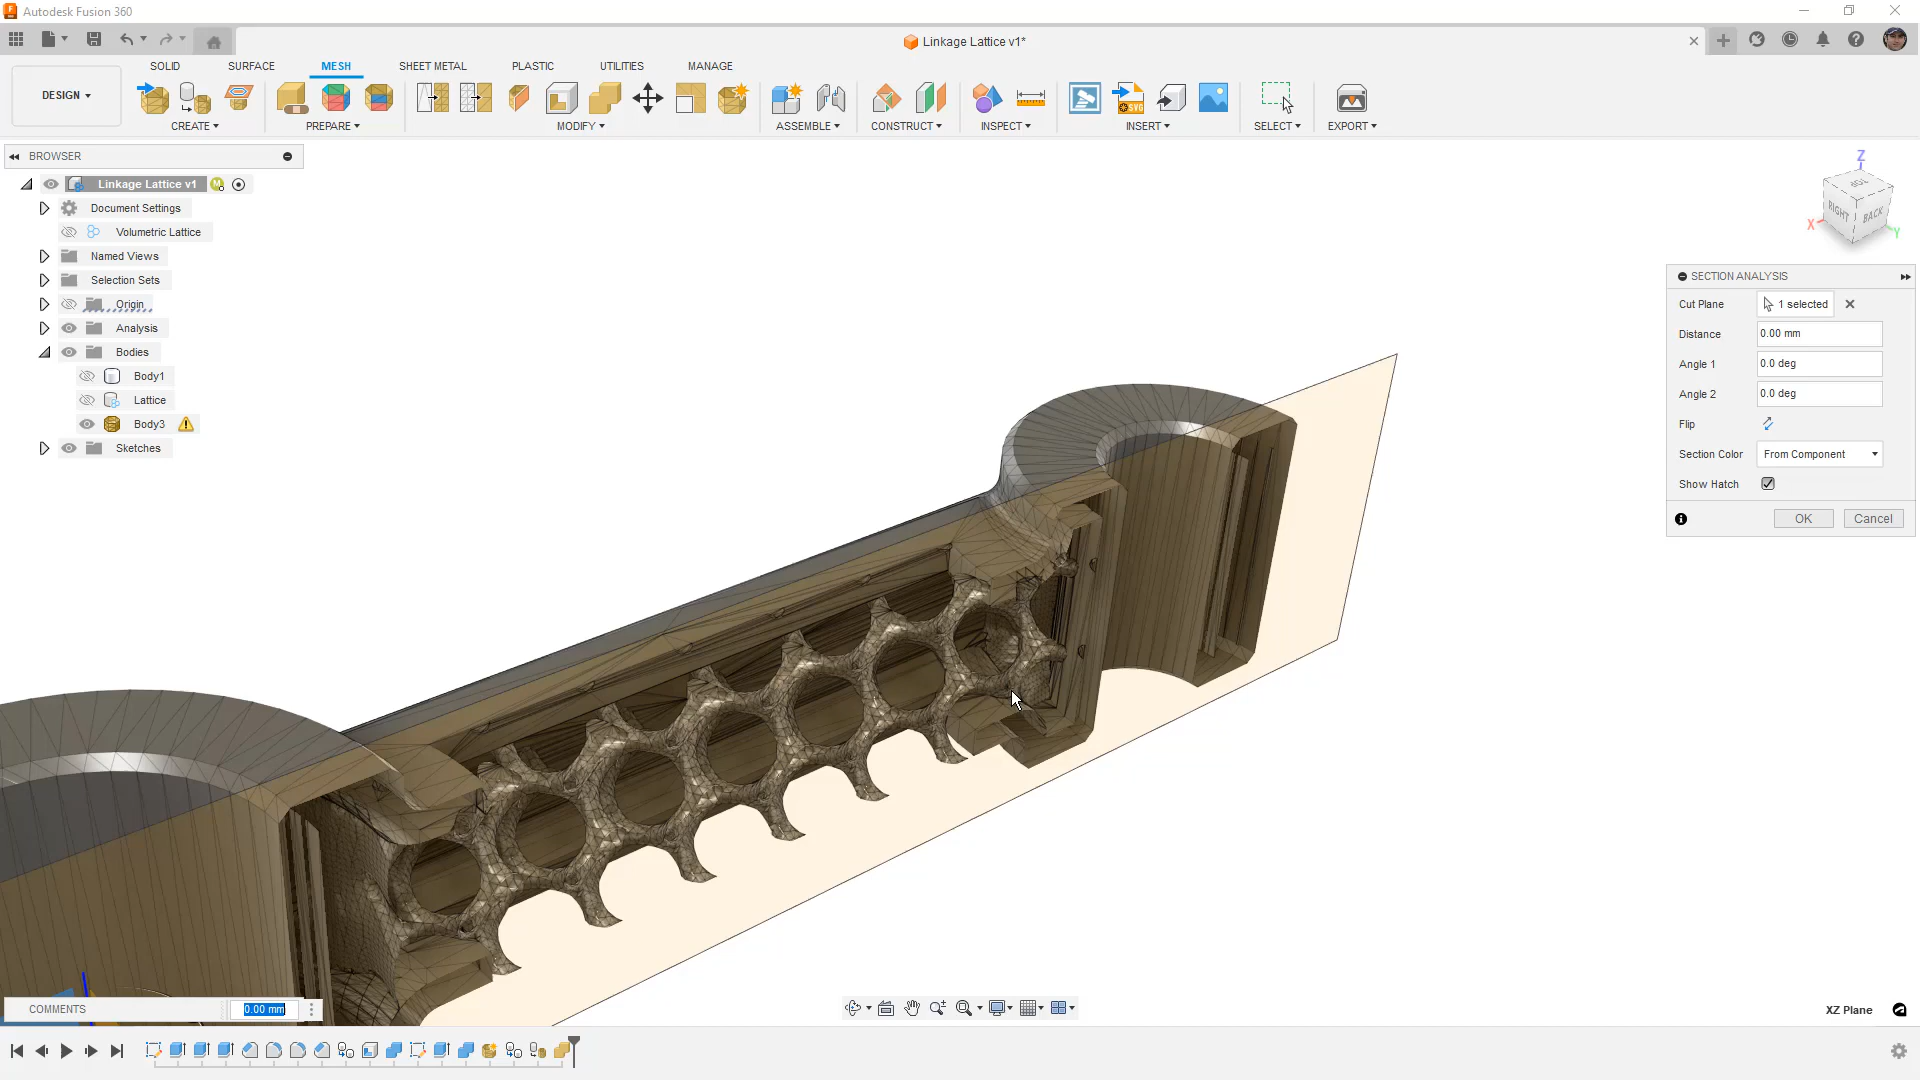 Autodesk Fusion 360
Linkage Lattice v1*
DESIGN
SOLID
SURFACE
MESH
SHEET METAL
PLASTIC
UTILITIES
MANAGE
CREATE
PREPARE
MODIFY
ASSEMBLE
CONSTRUCT
INSPECT
INSERT
SELECT
EXPORT
BROWSER
Linkage Lattice v1
Document Settings
Volumetric Lattice
Named Views
Selection Sets
Origin
Analysis
Bodies
Body1
Lattice
Body3
Sketches
Z
TOP
RIGHT
BACK
X
Y
SECTION ANALYSIS
Cut Plane
1 selected
Distance
0.00 mm
Angle 1
0.0 deg
Angle 2
0.0 deg
Flip
Section Color
From Component
Show Hatch
OK
Cancel
COMMENTS
0.00 mm
XZ Plane